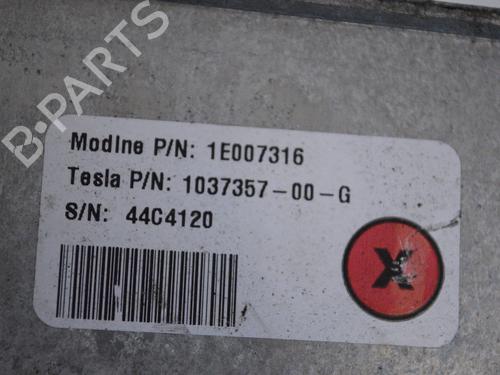 B-PARTS
Modine P/N: 1E007316
Tesla P/N: 1037357-00-G
S/N: 44C4120
X